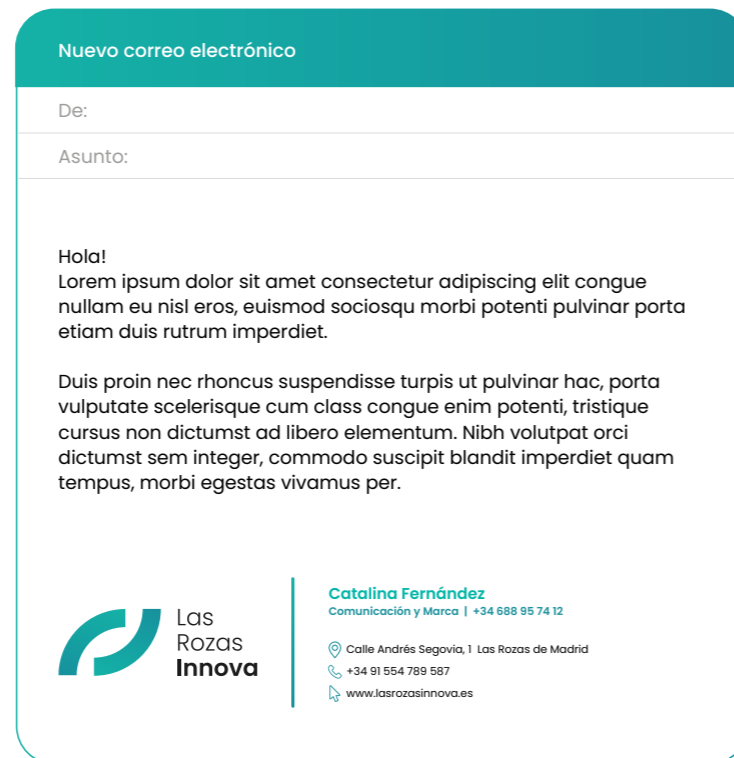 Nuevo correo electrónico
De:
Asunto:
Hola!
Lorem ipsum dolor sit amet consectetur adipiscing elit congue
nullam eu nisl eros, euismod sociosqu morbi potenti pulvinar porta
etiam duis rutrum imperdiet.
Duis proin nec rhoncus suspendisse turpis ut pulvinar hac, porta
vulputate scelerisque cum class congue enim potenti, tristique
cursus non dictumst ad libero elementum. Nibh volutpat orci
dictumst sem integer, commodo suscipit blandit imperdiet quam
tempus, morbi egestas vivamus per.
Las
Rozas
Innova
Catalina Fernández
Comunicación y Marca | +34 688 95 74 12
Calle Andrés Segovia, 1 Las Rozas de Madrid
+34 91 554 789 587
www.lasrozasinnova.es